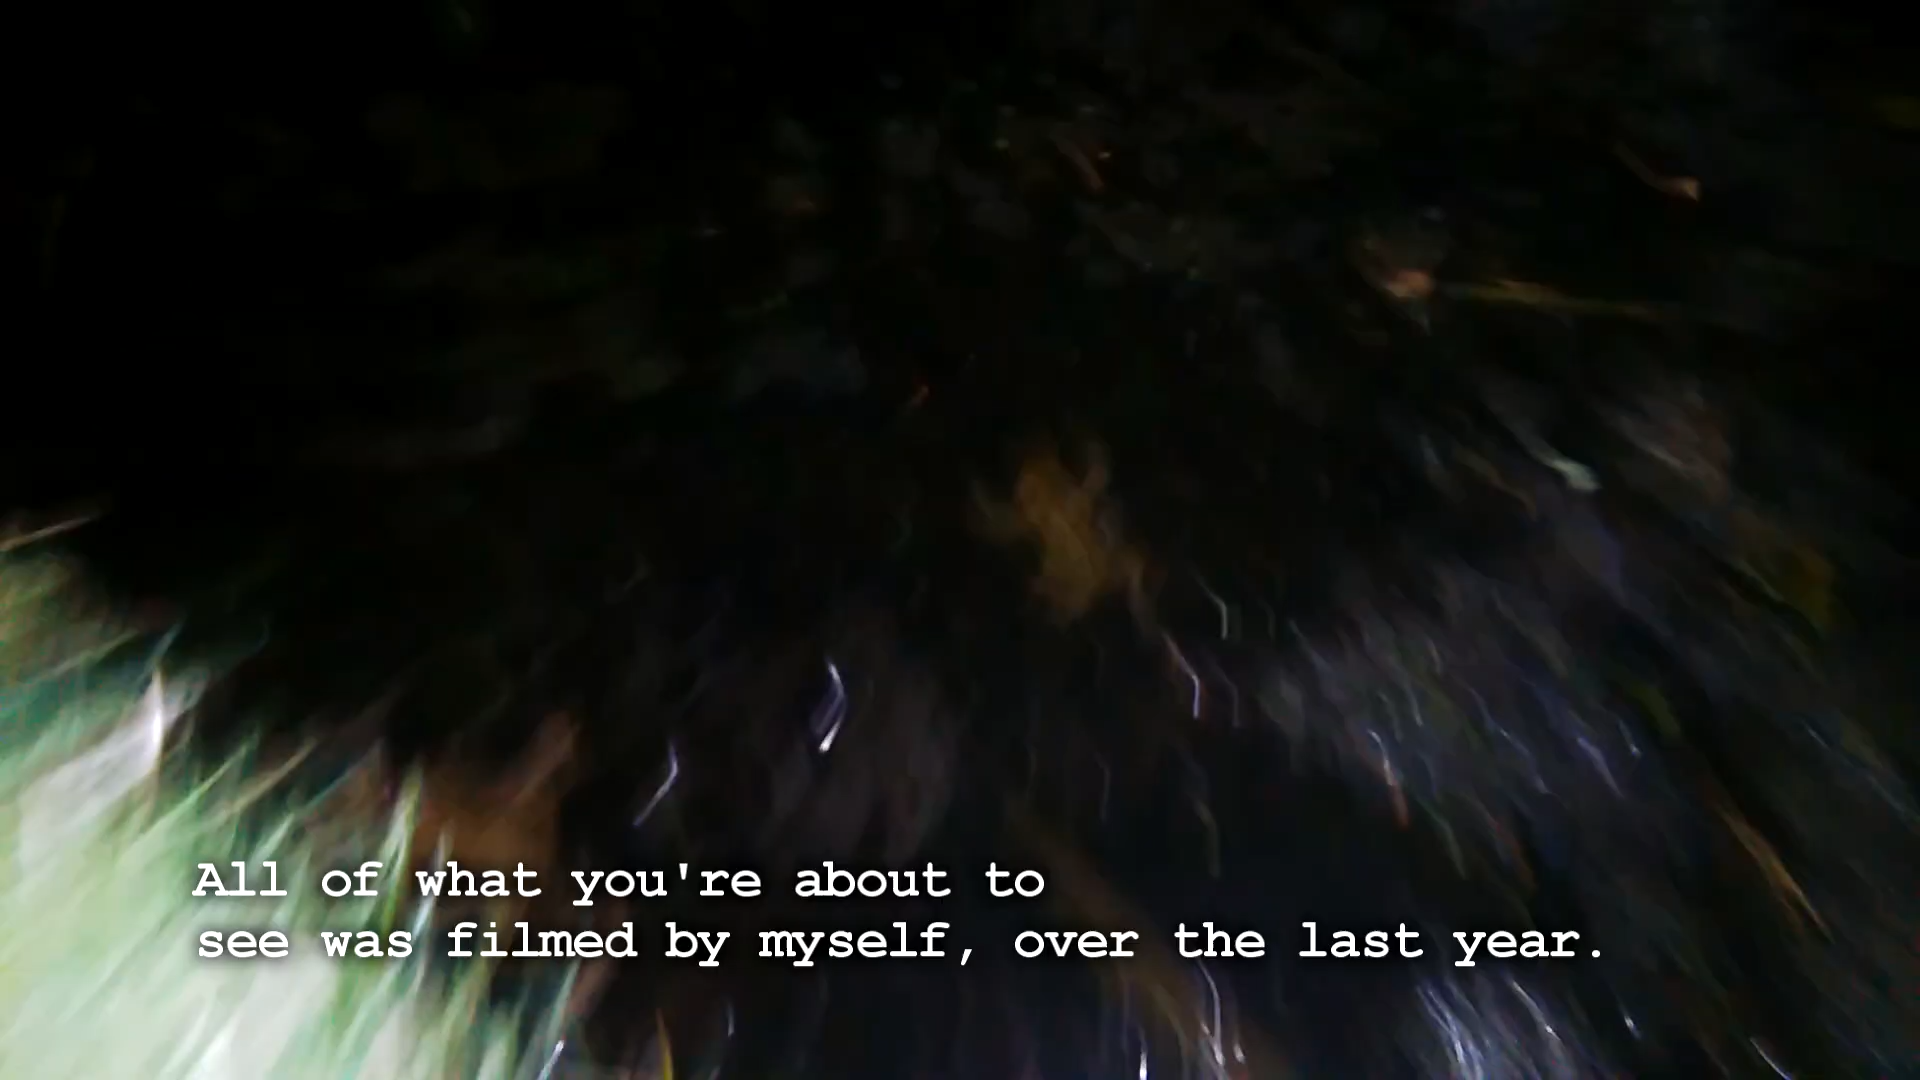 All of what you're about to
see was filmed by myself, over the last year.